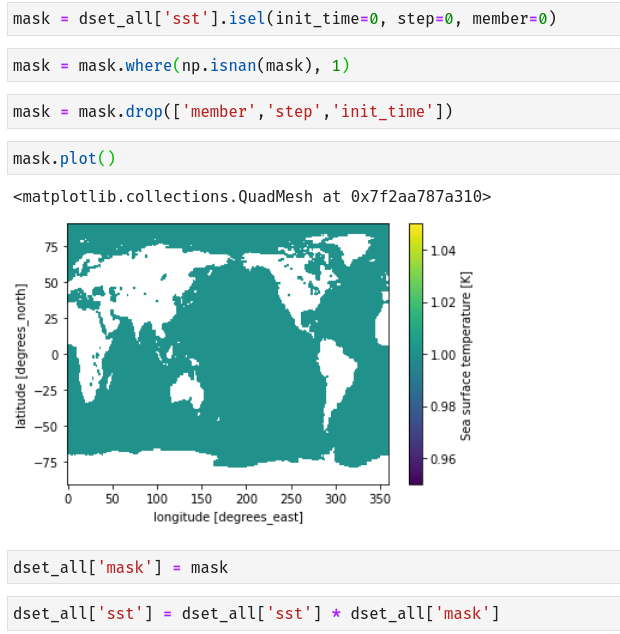 mask = dset_all['sst'].isel(init_time=0, step=0, member=0)
mask = mask.where(np.isnan(mask), 1)
mask = mask.drop(['member','step','init_time'])
mask.plot()
<matplotlib.collections.QuadMesh at 0x7f2aa787a310>
75
50
25
0
−25
−50
−75
latitude [degrees_north]
0 50 100 150 200 250 300 350
longitude [degrees_east]
1.04
1.02
1.00
0.98
0.96
Sea surface temperature [K]
dset_all['mask'] = mask
dset_all['sst'] = dset_all['sst'] * dset_all['mask']